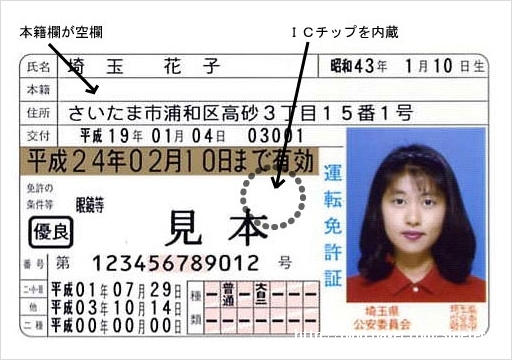 本籍欄が空欄
ICチップを内蔵
氏名 埼玉 花子 昭和43年 1月10日生
本籍
住所 さいたま市浦和区高砂3丁目15番1号
交付 平成19年01月04日 03001
平成24年02月10日まで有効
免許の
条件等 眼鏡等
見本
優良
番号 第 123456789012 号
二・小・原 平成01年07月29日
他 平成03年10月14日
二種 平成00年00月00日
種類 普通 大自二
運転免許証
埼玉県
公安委員会